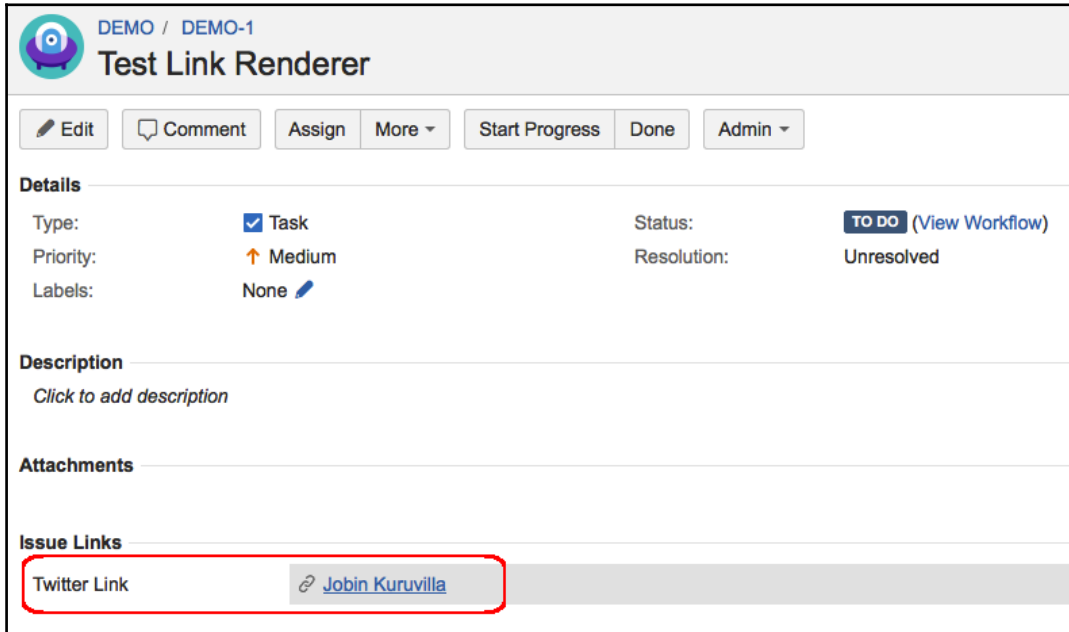 DEMO / DEMO-1
Test Link Renderer
Edit Comment Assign More Start Progress Done Admin
Details
Type: Task Status: TO DO (View Workflow)
Priority: Medium Resolution: Unresolved
Labels: None
Description
Click to add description
Attachments
Issue Links
Twitter Link Jobin Kuruvilla